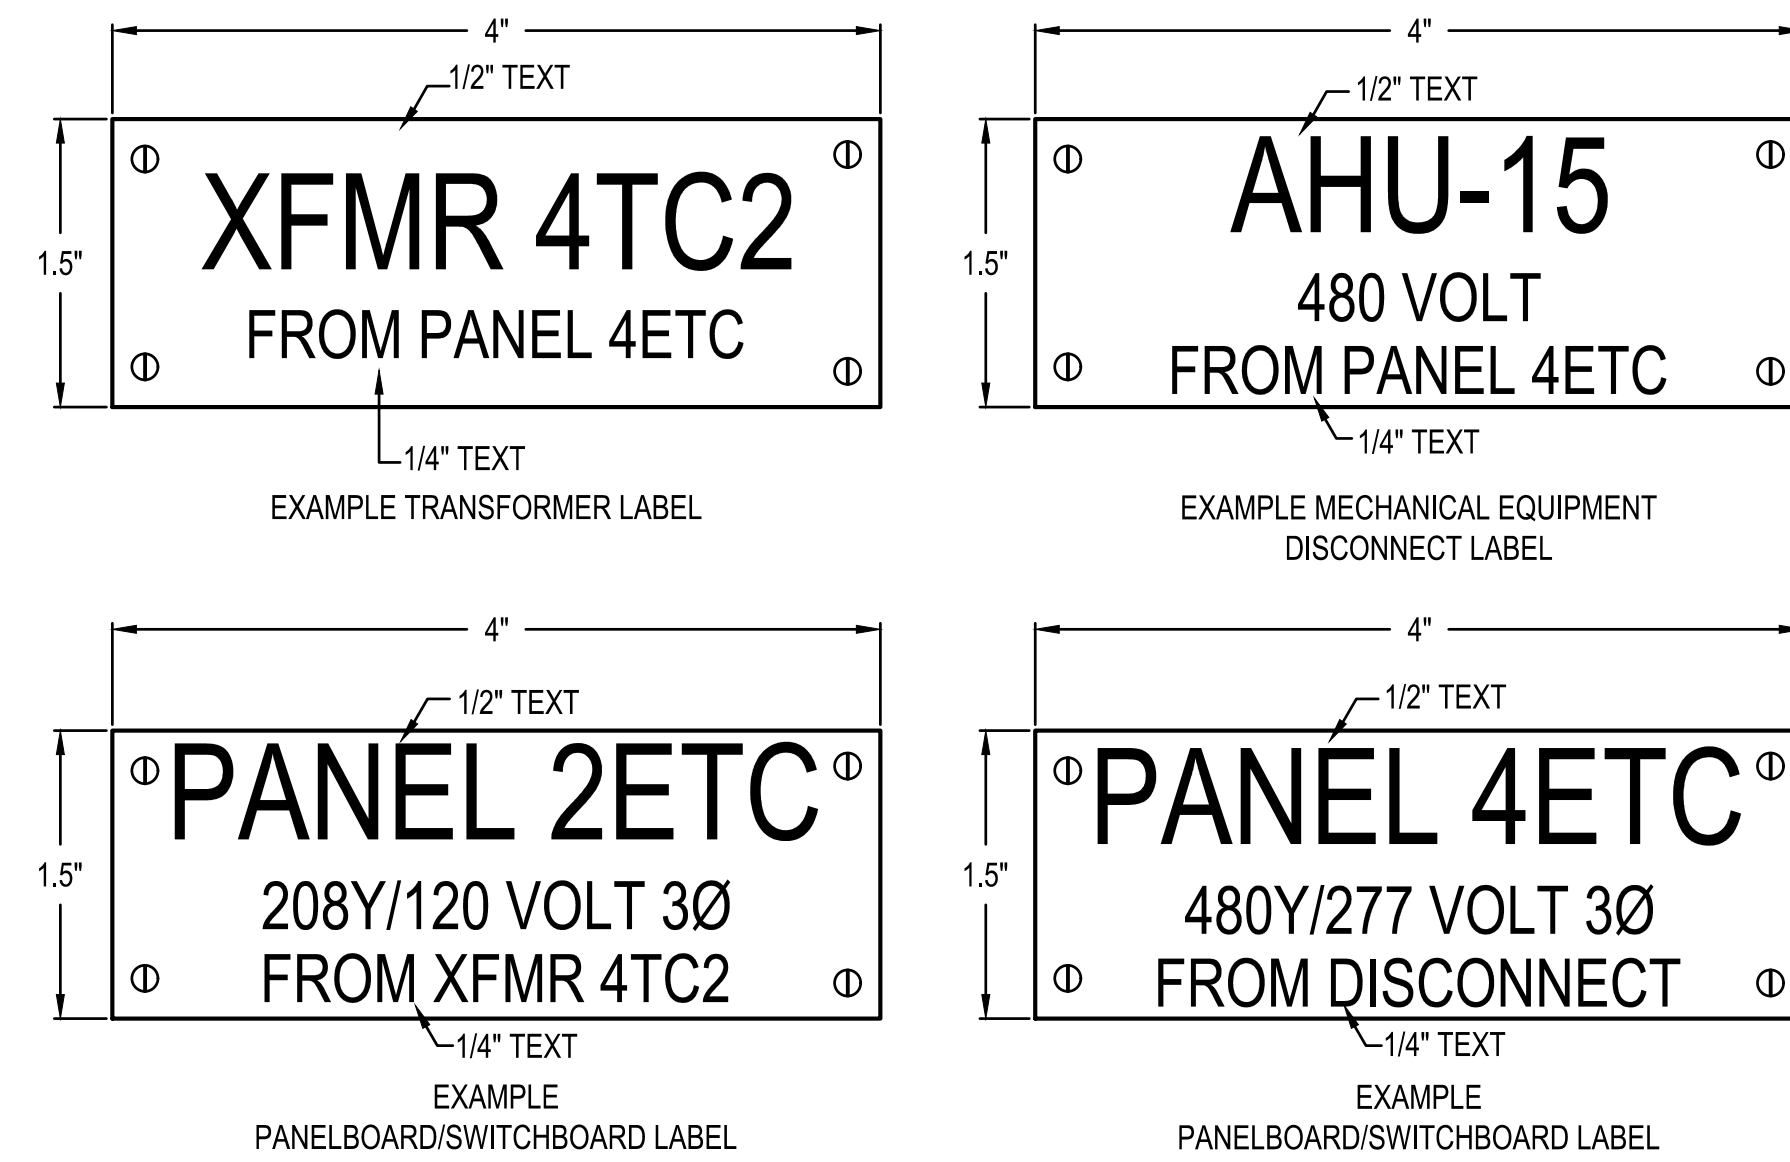 4"
1/2" TEXT
1.5"
XFMR 4TC2
FROM PANEL 4ETC
1/4" TEXT
EXAMPLE TRANSFORMER LABEL
4"
1/2" TEXT
1.5"
AHU-15
480 VOLT
FROM PANEL 4ETC
1/4" TEXT
EXAMPLE MECHANICAL EQUIPMENT
DISCONNECT LABEL
4"
1/2" TEXT
1.5"
PANEL 2ETC
208Y/120 VOLT 3Ø
FROM XFMR 4TC2
1/4" TEXT
EXAMPLE
PANELBOARD/SWITCHBOARD LABEL
4"
1/2" TEXT
1.5"
PANEL 4ETC
480Y/277 VOLT 3Ø
FROM DISCONNECT
1/4" TEXT
EXAMPLE
PANELBOARD/SWITCHBOARD LABEL